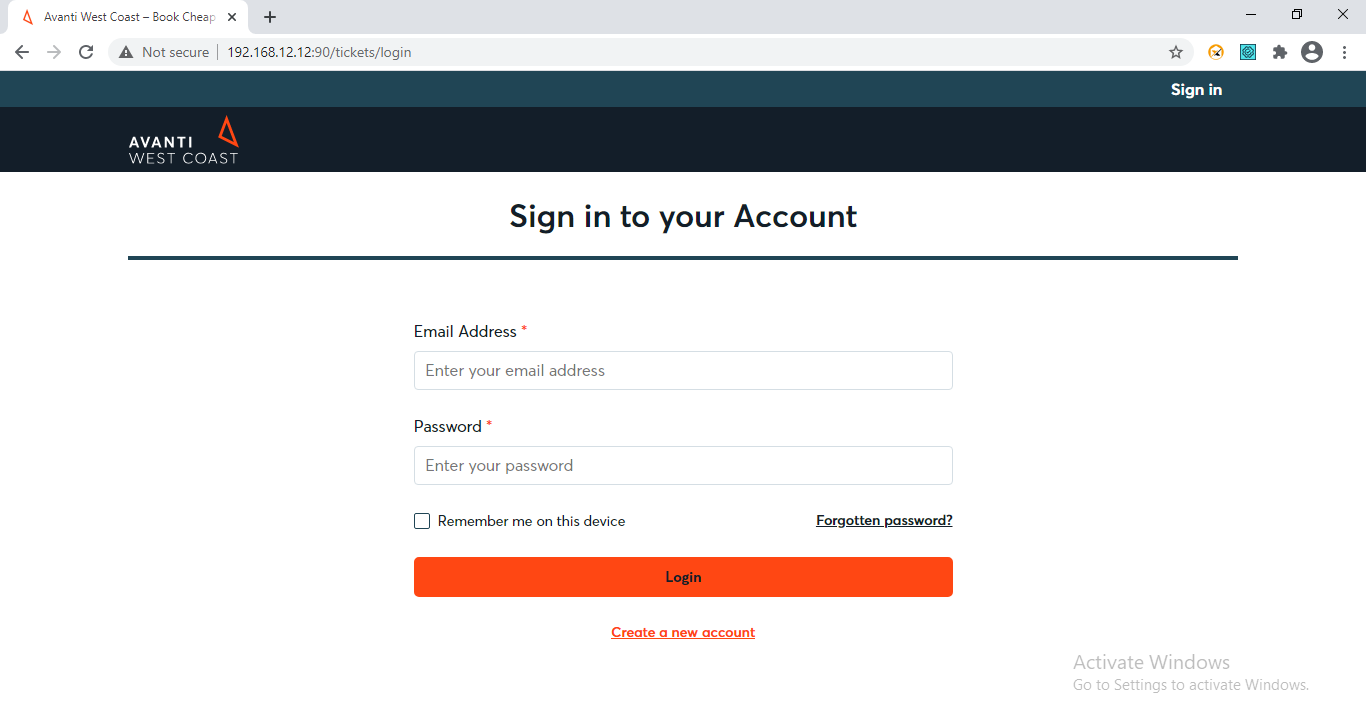 Avanti West Coast – Book Cheap
Not secure
192.168.12.12:90/tickets/login
Sign in
AVANTI
WEST COAST
Sign in to your Account
Email Address *
Enter your email address
Password *
Enter your password
Remember me on this device
Forgotten password?
Login
Create a new account
Activate Windows
Go to Settings to activate Windows.